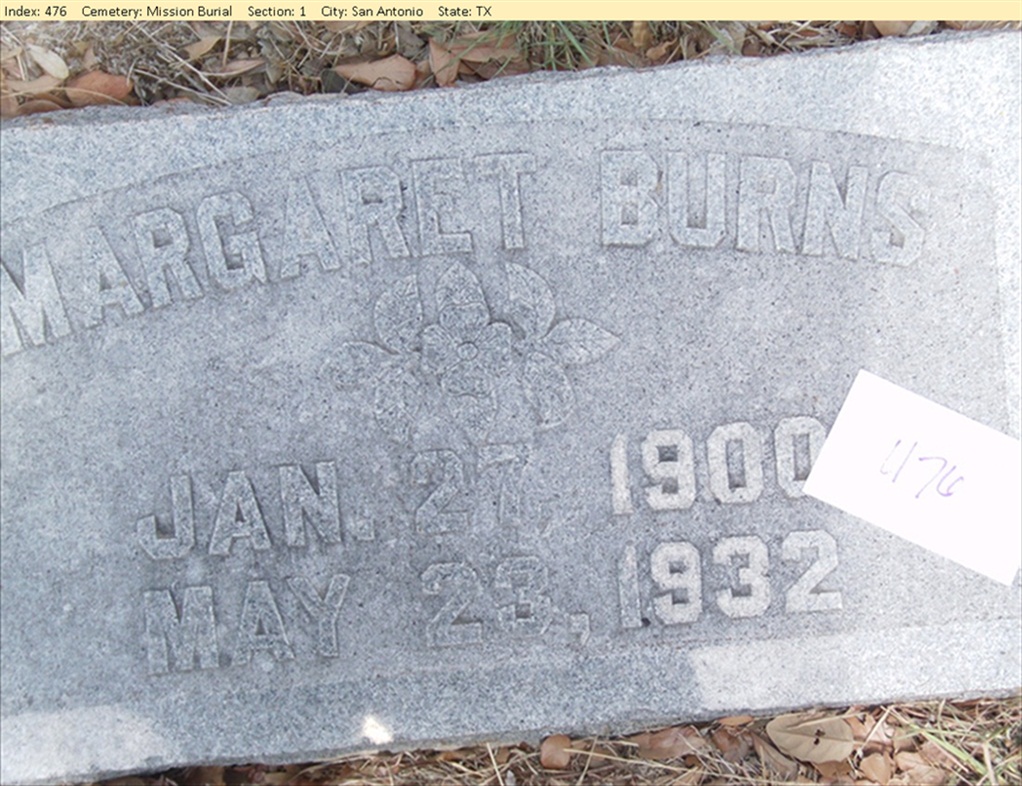 Index: 476 Cemetery: Mission Burial Section: 1 City: San Antonio State: TX
MARGARET BURNS
JAN. 27 1900
MAY 23, 1932
476